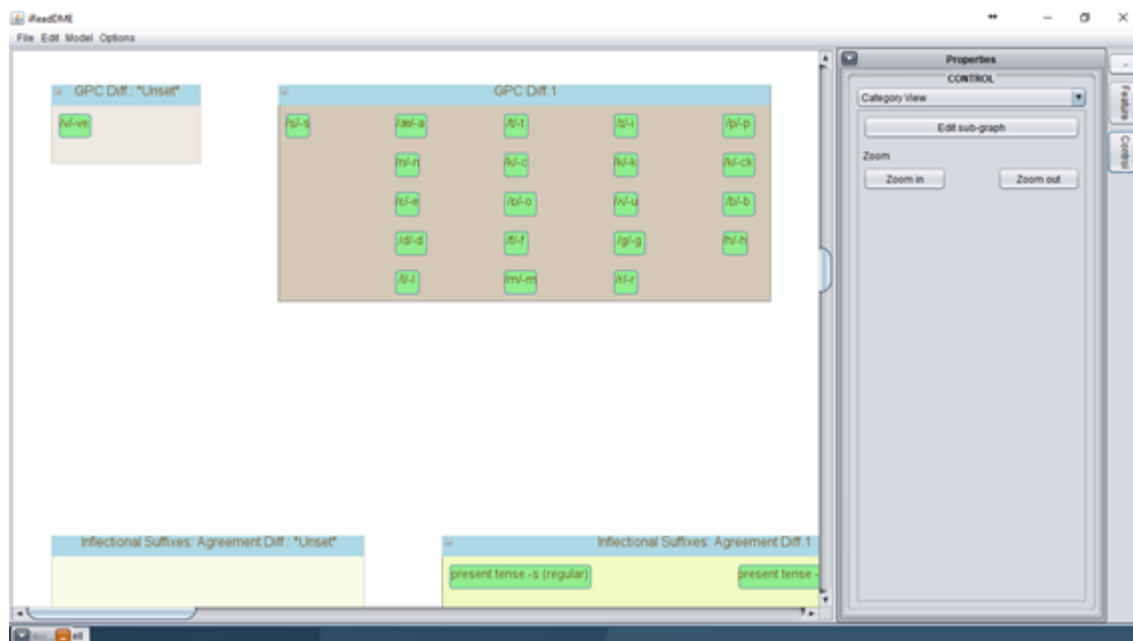 iReadDME
File Edit Model Options
GPC Diff.: "Unset"
/v/-ve
GPC Diff 1
/s/-s /æ/-a /t/-t /ɪ/-i /p/-p
/n/-n /k/-c /k/-k /k/-ck
/e/-e /ɒ/-o /ʌ/-u /b/-b
/d/-d /f/-f /g/-g /h/-h
/l/-l /m/-m /r/-r
Inflectional Suffixes: Agreement Diff.: "Unset"
Inflectional Suffixes: Agreement Diff.1
present tense -s (regular) present tense -
Properties
CONTROL
Category View
Edit sub-graph
Zoom
Zoom in Zoom out
Feature
Control